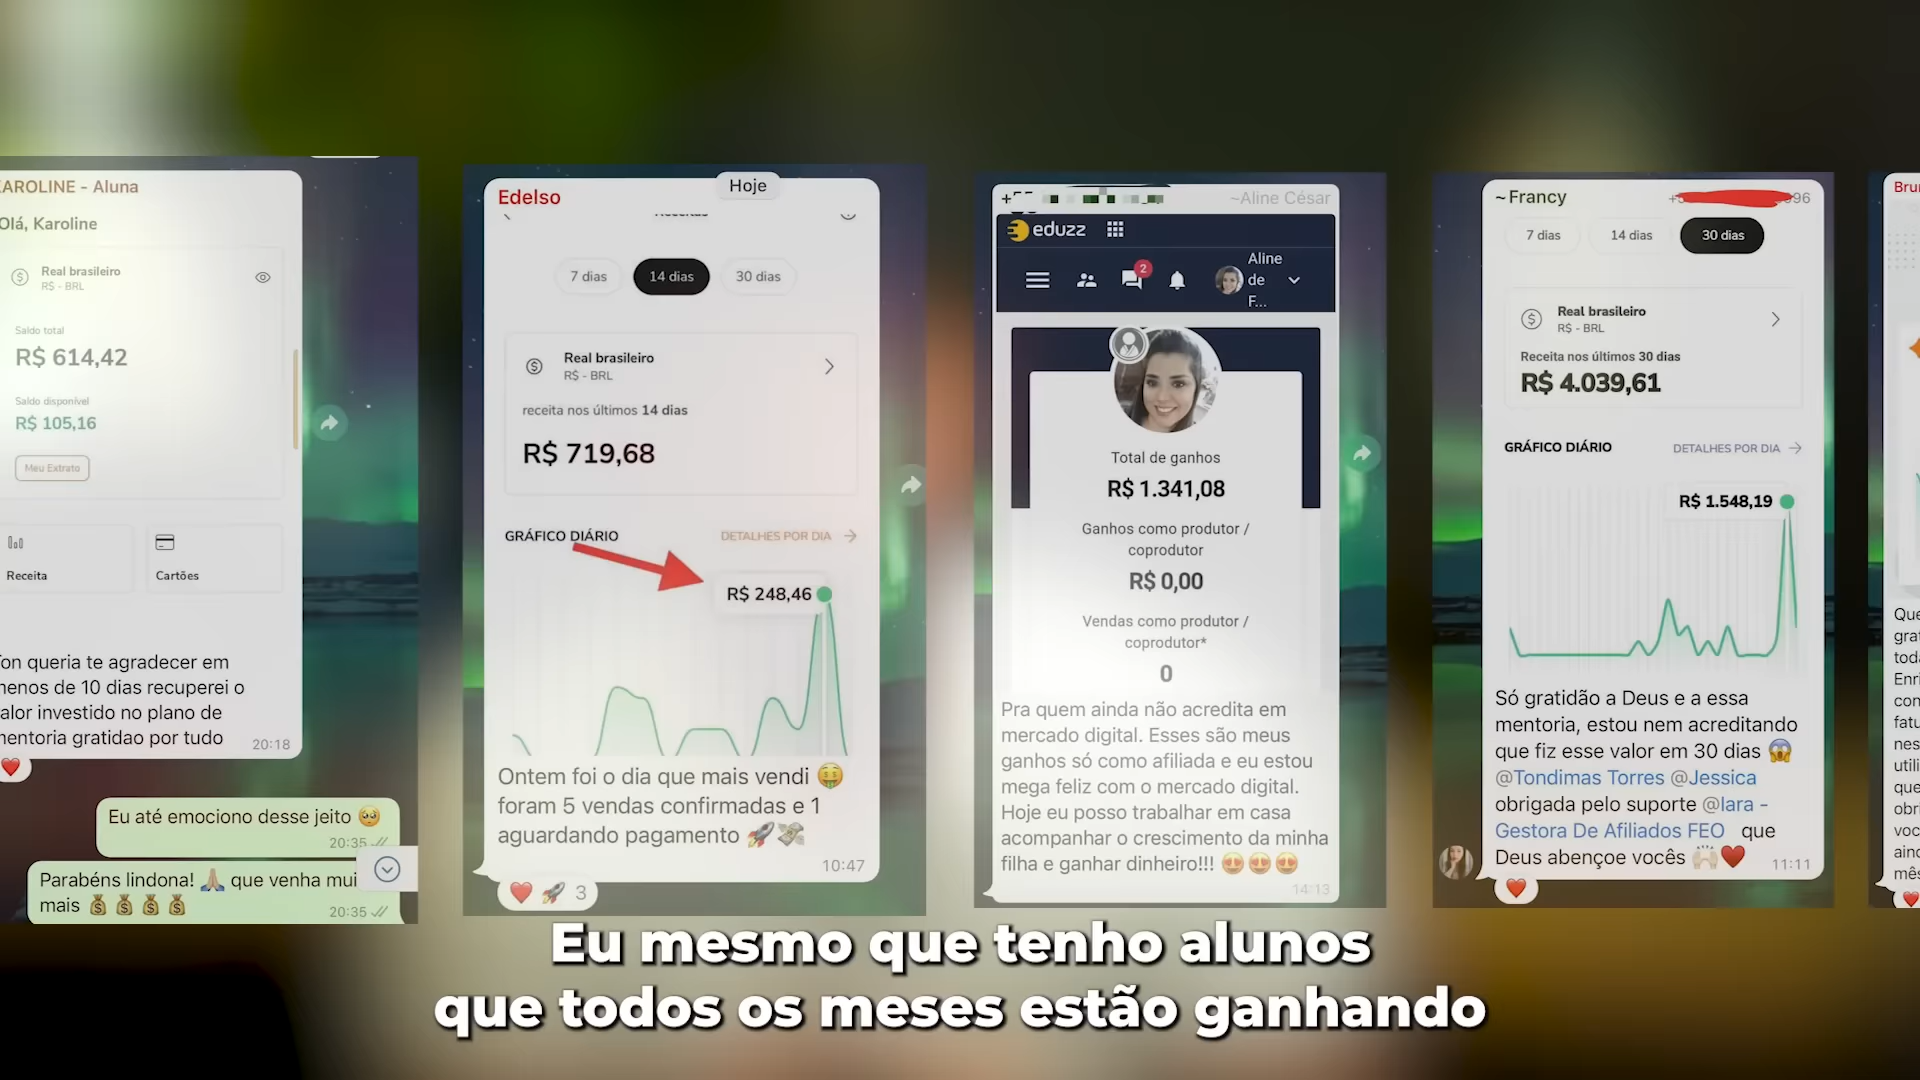 KAROLINE - Aluna
Olá, Karoline
Real brasileiro
R$ - BRL
Saldo total
R$ 614,42
Saldo disponível
R$ 105,16
Meu Extrato
Receita
Cartões
queria te agradecer em
de 10 dias recuperei o
investido no plano de
gratidao por tudo
20:18
Eu até emociono desse jeito 🥺
20:35
Parabéns lindona! 🙏🏼 que venha mui
mais 💰 💰 💰 💰
20:35
Hoje
Edelso
7 dias
14 dias
30 dias
Real brasileiro
R$ - BRL
receita nos últimos 14 dias
R$ 719,68
GRÁFICO DIÁRIO
DETALHES POR DIA
R$ 248,46
Ontem foi o dia que mais vendi 🤑
foram 5 vendas confirmadas e 1
aguardando pagamento 🚀💸
10:47
❤️ 🚀 3
~Aline César
eduzz
2
Aline
de
F...
Total de ganhos
R$ 1.341,08
Ganhos como produtor /
coprodutor
R$ 0,00
Vendas como produtor /
coprodutor*
0
Pra quem ainda não acredita em
mercado digital. Esses são meus
ganhos só como afiliada e eu estou
mega feliz com o mercado digital.
Hoje eu posso trabalhar em casa
acompanhar o crescimento da minha
filha e ganhar dinheiro!!! 😍 😍 😍
14:13
~Francy
96
7 dias
14 dias
30 dias
Real brasileiro
R$ - BRL
Receita nos últimos 30 dias
R$ 4.039,61
GRÁFICO DIÁRIO
DETALHES POR DIA
R$ 1.548,19
Só gratidão a Deus e a essa
mentoria, estou nem acreditando
que fiz esse valor em 30 dias 😱
@Tondimas Torres @Jessica
obrigada pelo suporte @Iara -
Gestora De Afiliados FEO que
Deus abençoe vocês 🙌🏻❤️
11:11
Eu mesmo que tenho alunos
que todos os meses estão ganhando